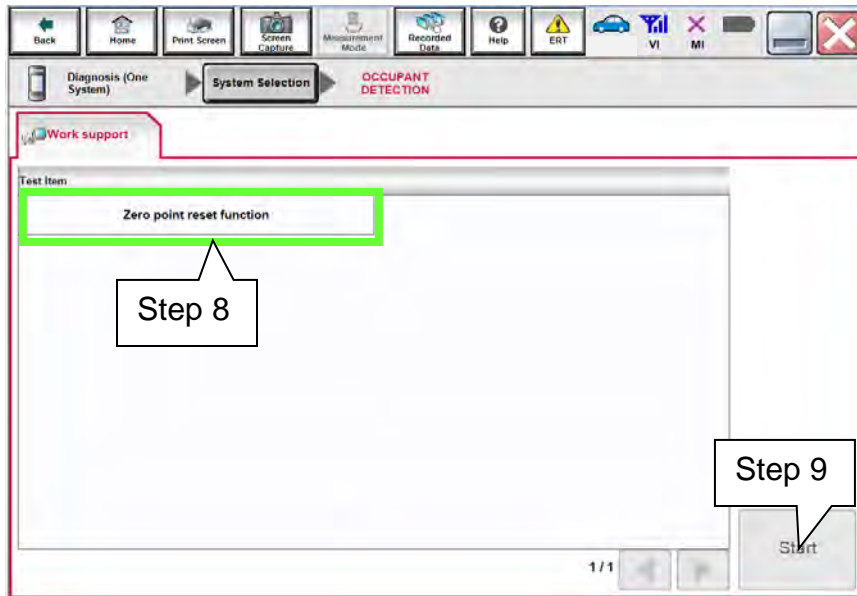 Back
Home
Print Screen
Screen
Capture
Measurement
Mode
Recorded
Data
Help
ERT
VI
MI
Diagnosis (One
System)
System Selection
OCCUPANT
DETECTION
Work support
Test Item
Zero point reset function
Step 8
Step 9
Start
1/1